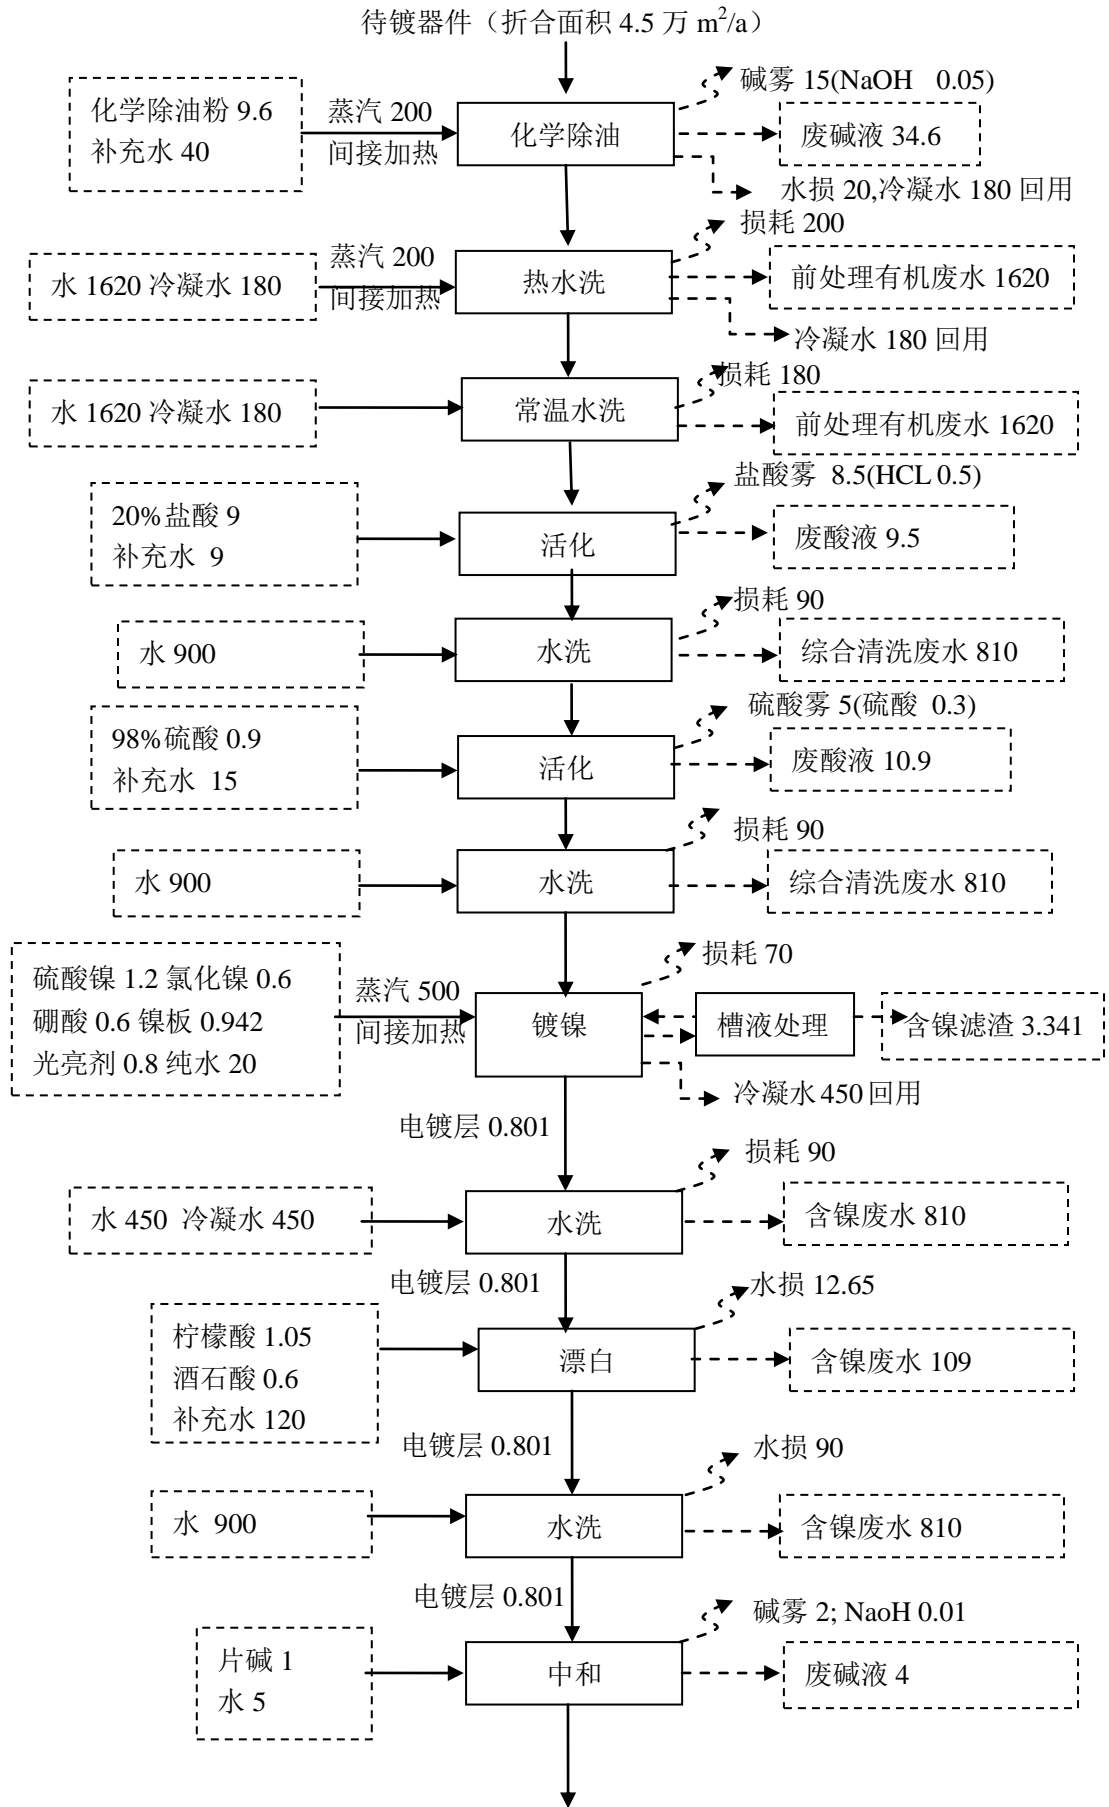 待镀器件（折合面积 4.5 万 m²/a）
碱雾 15(NaOH 0.05)
化学除油粉 9.6
补充水 40
蒸汽 200
间接加热
化学除油
废碱液 34.6
水损 20,冷凝水 180 回用
损耗 200
水 1620 冷凝水 180
蒸汽 200
间接加热
热水洗
前处理有机废水 1620
冷凝水 180 回用
损耗 180
水 1620 冷凝水 180
常温水洗
前处理有机废水 1620
盐酸雾 8.5(HCL 0.5)
20%盐酸 9
补充水 9
活化
废酸液 9.5
损耗 90
水 900
水洗
综合清洗废水 810
硫酸雾 5(硫酸 0.3)
98%硫酸 0.9
补充水 15
活化
废酸液 10.9
损耗 90
水 900
水洗
综合清洗废水 810
损耗 70
硫酸镍 1.2 氯化镍 0.6
硼酸 0.6 镍板 0.942
光亮剂 0.8 纯水 20
蒸汽 500
间接加热
镀镍
槽液处理
含镍滤渣 3.341
冷凝水 450 回用
电镀层 0.801
损耗 90
水 450 冷凝水 450
水洗
含镍废水 810
电镀层 0.801
水损 12.65
柠檬酸 1.05
酒石酸 0.6
补充水 120
漂白
含镍废水 109
电镀层 0.801
水损 90
水 900
水洗
含镍废水 810
电镀层 0.801
碱雾 2; NaoH 0.01
片碱 1
水 5
中和
废碱液 4